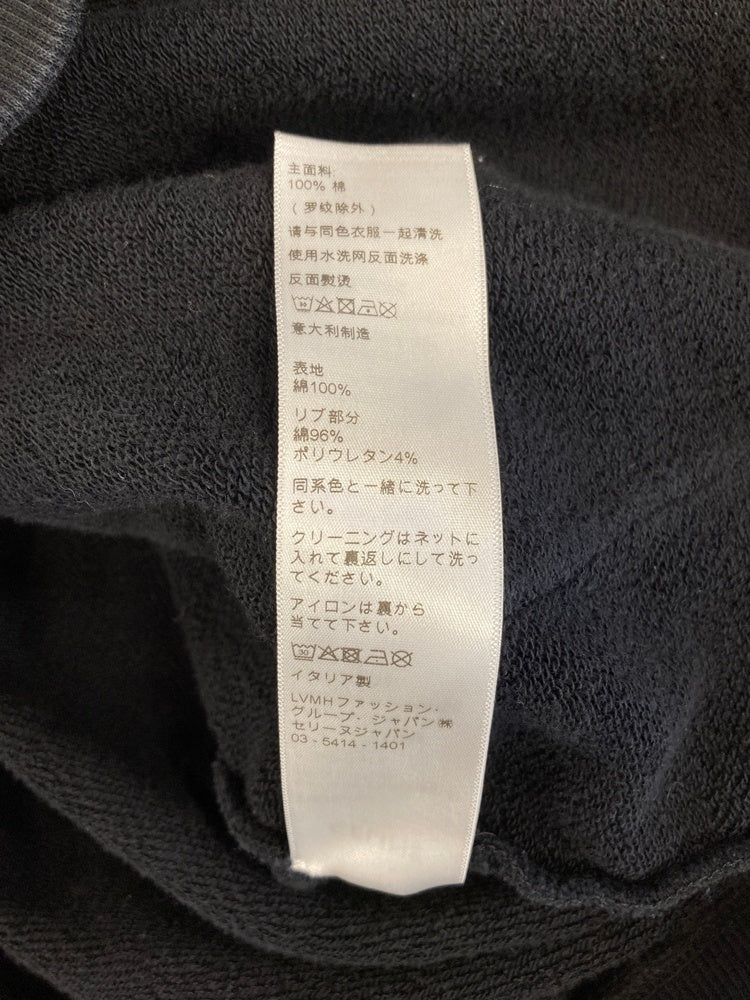 主面料
100% 棉
（罗纹除外）
请与同色衣服一起清洗
使用水洗网反面洗涤
反面熨烫
意大利制造
表地
綿100%
リブ部分
綿96%
ポリウレタン4%
同系色と一緒に洗って下
さい。
クリーニングはネットに
入れて裏返しにして洗っ
てください。
アイロンは裏から
当てて下さい。
30
イタリア製
LVMHファッション・
グループ・ジャパン㈱
セリーヌジャパン
03-5414-1401